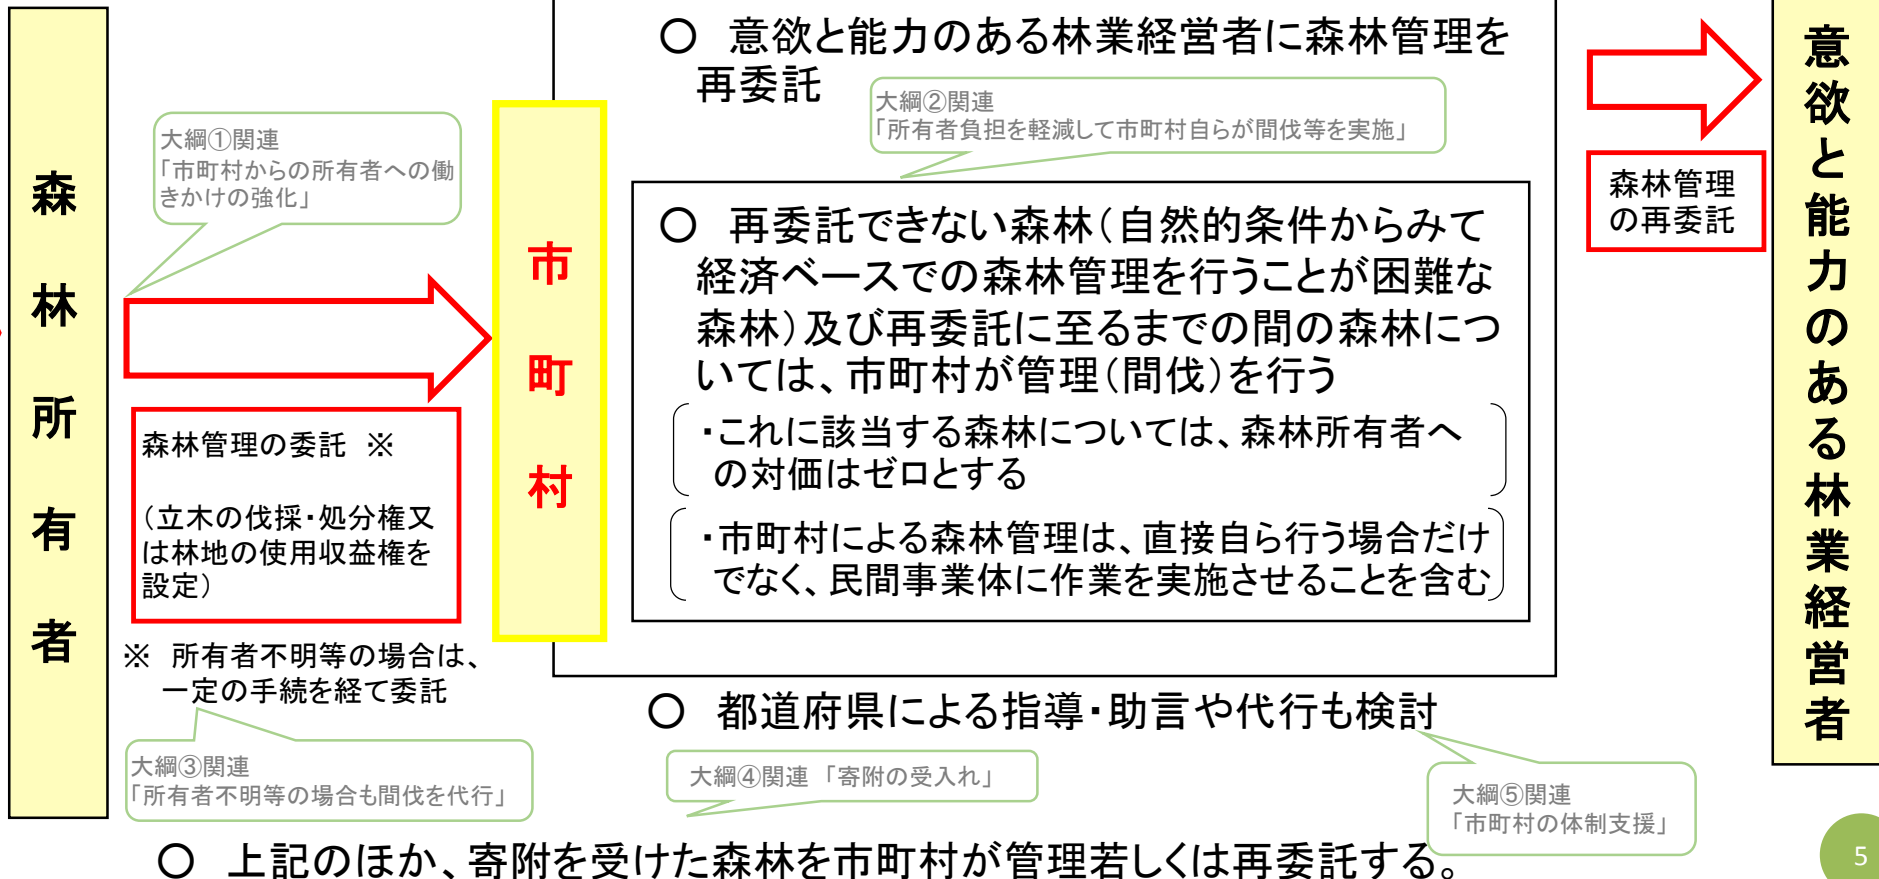 森林所有者
大綱①関連
「市町村からの所有者への働
きかけの強化」
森林管理の委託 ※
（立木の伐採・処分権又
は林地の使用収益権を
設定）
※ 所有者不明等の場合は、
一定の手続を経て委託
大綱③関連
「所有者不明等の場合も間伐を代行」
市町村
○ 意欲と能力のある林業経営者に森林管理を
再委託
大綱②関連
「所有者負担を軽減して市町村自らが間伐等を実施」
○ 再委託できない森林（自然的条件からみて
経済ベースでの森林管理を行うことが困難な
森林）及び再委託に至るまでの間の森林につ
いては、市町村が管理（間伐）を行う
・これに該当する森林については、森林所有者へ
の対価はゼロとする
・市町村による森林管理は、直接自ら行う場合だけ
でなく、民間事業体に作業を実施させることを含む
○ 都道府県による指導・助言や代行も検討
大綱④関連 「寄附の受入れ」
大綱⑤関連
「市町村の体制支援」
○ 上記のほか、寄附を受けた森林を市町村が管理若しくは再委託する。
森林管理
の再委託
意欲と能力のある林業経営者
5